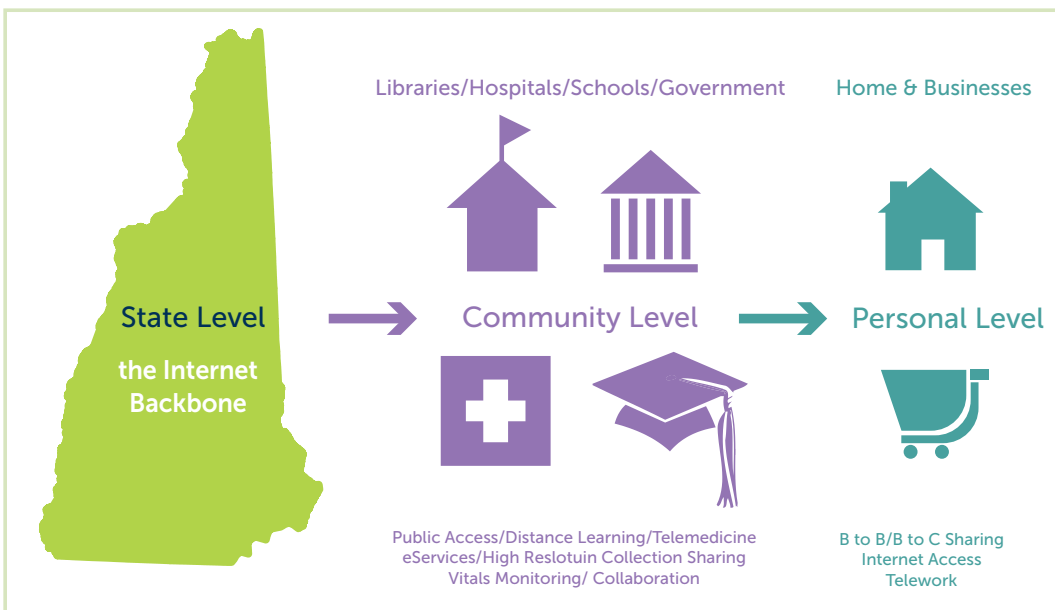 Libraries/Hospitals/Schools/Government
Home & Businesses
State Level
the Internet
Backbone
Community Level
Personal Level
Public Access/Distance Learning/Telemedicine
eServices/High Reslotuin Collection Sharing
Vitals Monitoring/ Collaboration
B to B/B to C Sharing
Internet Access
Telework